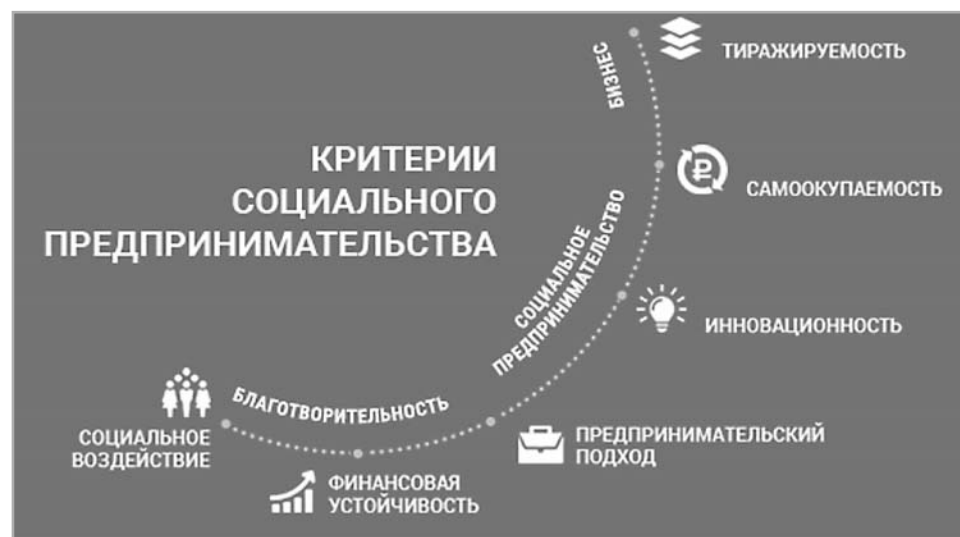 КРИТЕРИИ
СОЦИАЛЬНОГО
ПРЕДПРИНИМАТЕЛЬСТВА
БИЗНЕС
ТИРАЖИРУЕМОСТЬ
САМООКУПАЕМОСТЬ
СОЦИАЛЬНОЕ
ПРЕДПРИНИМАТЕЛЬСТВО
ИННОВАЦИОННОСТЬ
БЛАГОТВОРИТЕЛЬНОСТЬ
ПРЕДПРИНИМАТЕЛЬСКИЙ
ПОДХОД
СОЦИАЛЬНОЕ
ВОЗДЕЙСТВИЕ
ФИНАНСОВАЯ
УСТОЙЧИВОСТЬ